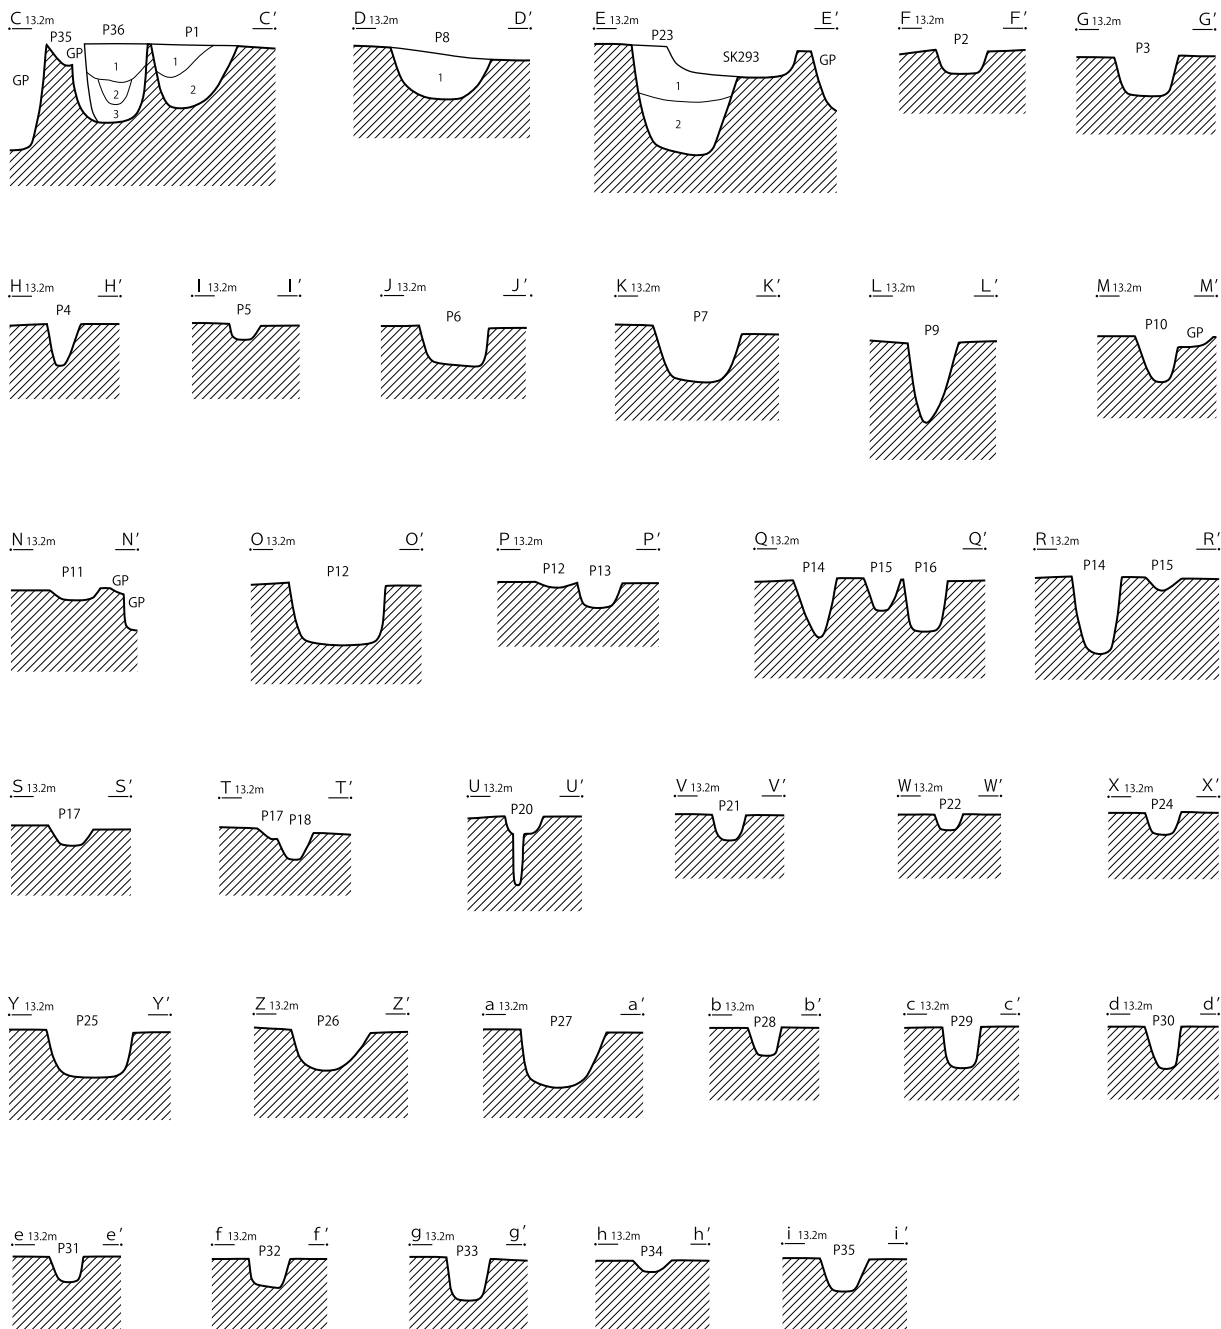 C 13.2m C′ D 13.2m D′ E 13.2m E′ F 13.2m F′ G 13.2m G′
P35 P36 P1 P8 P23 SK293 P2 P3
GP GP GP
1 1 1 1
2 2 2
3
H 13.2m H′ I 13.2m I′ J 13.2m J′ K 13.2m K′ L 13.2m L′ M 13.2m M′
P4 P5 P6 P7 P9 P10 GP
N 13.2m N′ O 13.2m O′ P 13.2m P′ Q 13.2m Q′ R 13.2m R′
P11 GP P12 P12 P13 P14 P15 P16 P14 P15
GP
S 13.2m S′ T 13.2m T′ U 13.2m U′ V 13.2m V′ W 13.2m W′ X 13.2m X′
P17 P17 P18 P20 P21 P22 P24
Y 13.2m Y′ Z 13.2m Z′ a 13.2m a′ b 13.2m b′ c 13.2m c′ d 13.2m d′
P25 P26 P27 P28 P29 P30
e 13.2m e′ f 13.2m f′ g 13.2m g′ h 13.2m h′ i 13.2m i′
P31 P32 P33 P34 P35